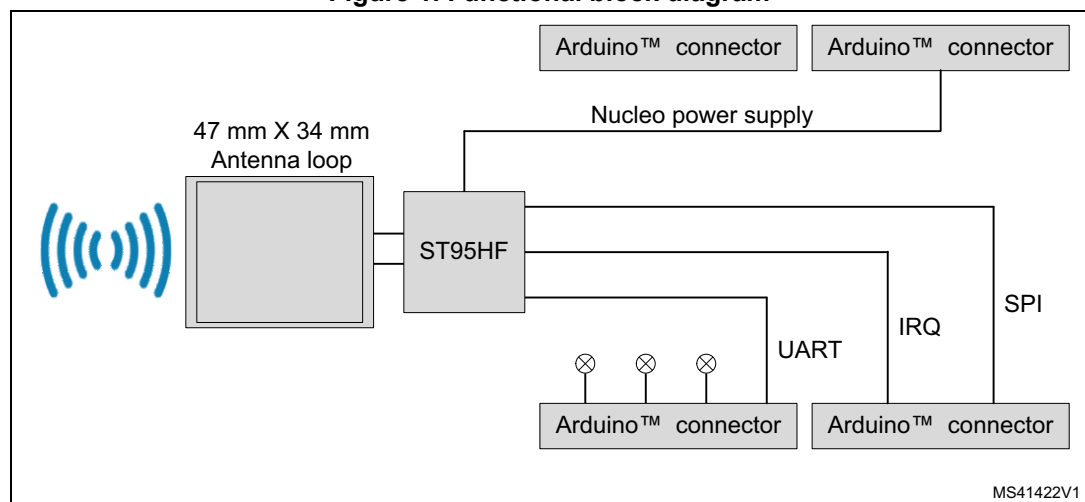 Figure 1. Functional block diagram
Arduino™ connector
Arduino™ connector
Nucleo power supply
47 mm X 34 mm
Antenna loop
ST95HF
SPI
IRQ
UART
Arduino™ connector
Arduino™ connector
MS41422V1